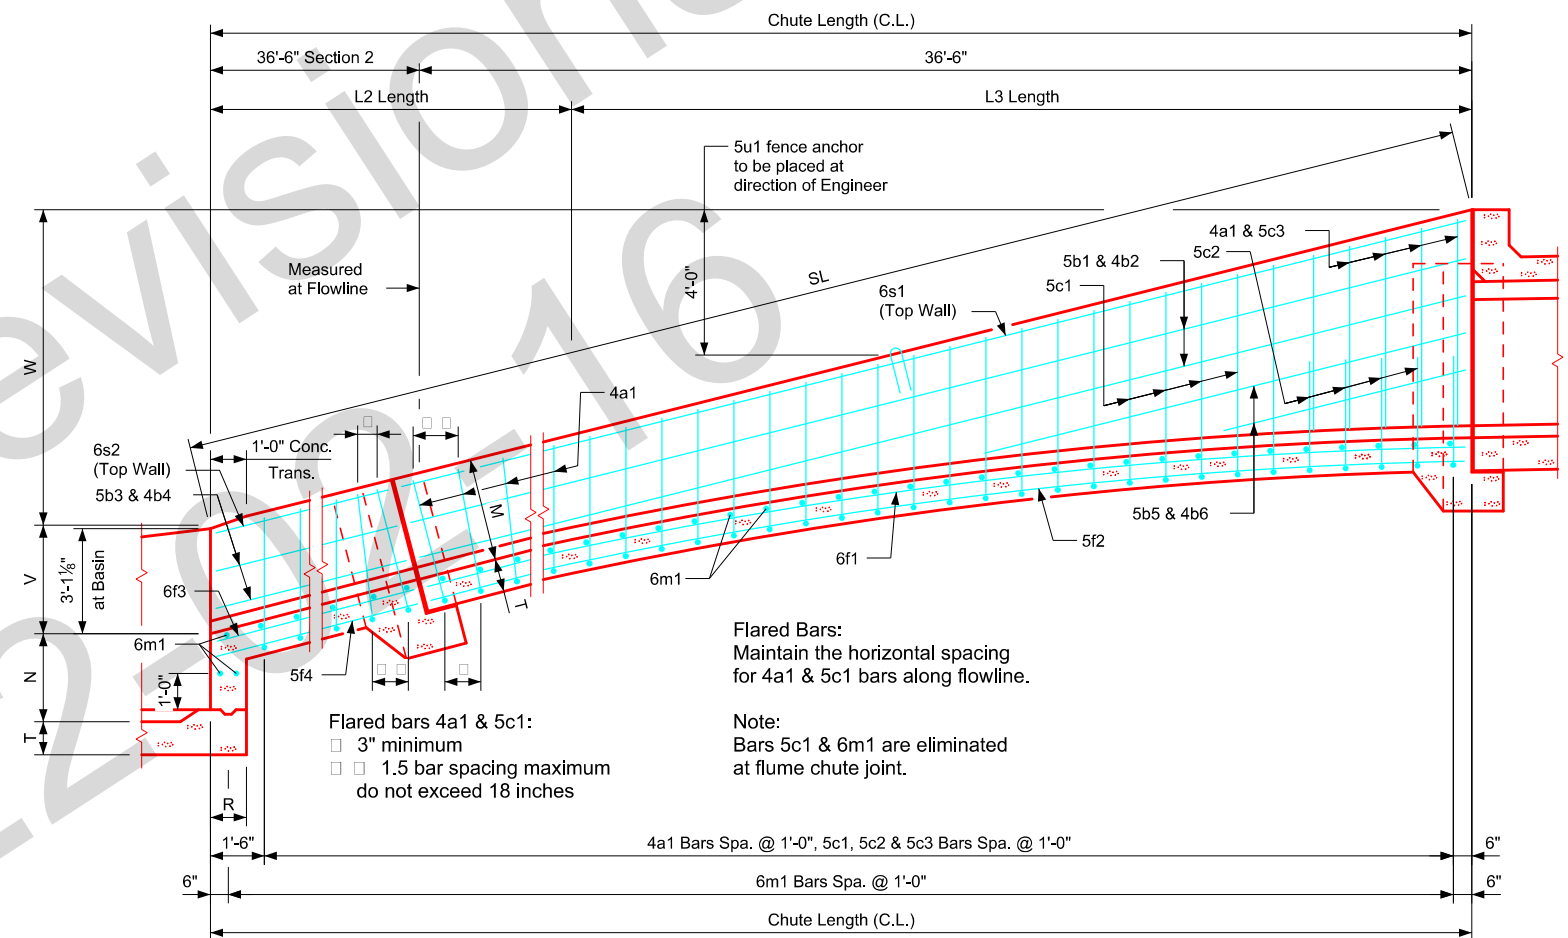 Chute Length (C.L.)
36'-6" Section 2
36'-6"
L2 Length
L3 Length
5u1 fence anchor
to be placed at
direction of Engineer
4a1 & 5c3
5c2
5b1 & 4b2
5c1
Measured
at Flowline
4'-0"
SL
6s1
(Top Wall)
W
4a1
6s2
(Top Wall)
1'-0" Conc.
Trans.
5b3 & 4b4
M
T
V
3'-1⅛"
at Basin
6f3
6m1
6m1
6f1
5f2
5b5 & 4b6
N
1'-0"
T
5f4
R
Flared bars 4a1 & 5c1:
□ 3" minimum
□ □ 1.5 bar spacing maximum
do not exceed 18 inches
Flared Bars:
Maintain the horizontal spacing
for 4a1 & 5c1 bars along flowline.
Note:
Bars 5c1 & 6m1 are eliminated
at flume chute joint.
1'-6"
4a1 Bars Spa. @ 1'-0", 5c1, 5c2 & 5c3 Bars Spa. @ 1'-0"
6"
6"
6m1 Bars Spa. @ 1'-0"
6"
Chute Length (C.L.)
evision
2-02-16